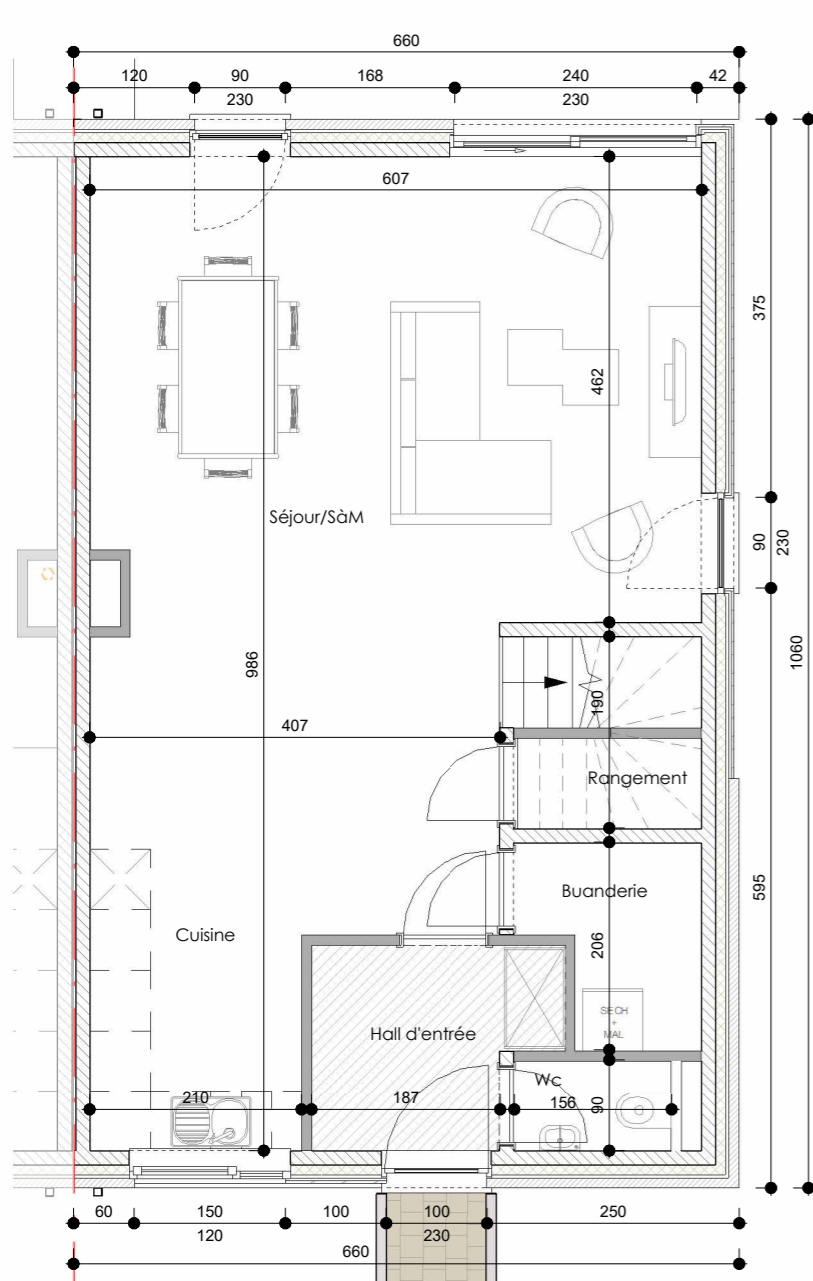 660
120 90 168 240 42
230 230
607
375
462
Séjour/SàM
90
230
1060
986
190
407
Rangement
Buanderie
595
Cuisine
206
SECH
+
MAL
Hall d'entrée
Wc
210 187 156 90
60 150 100 100 250
120 230
660